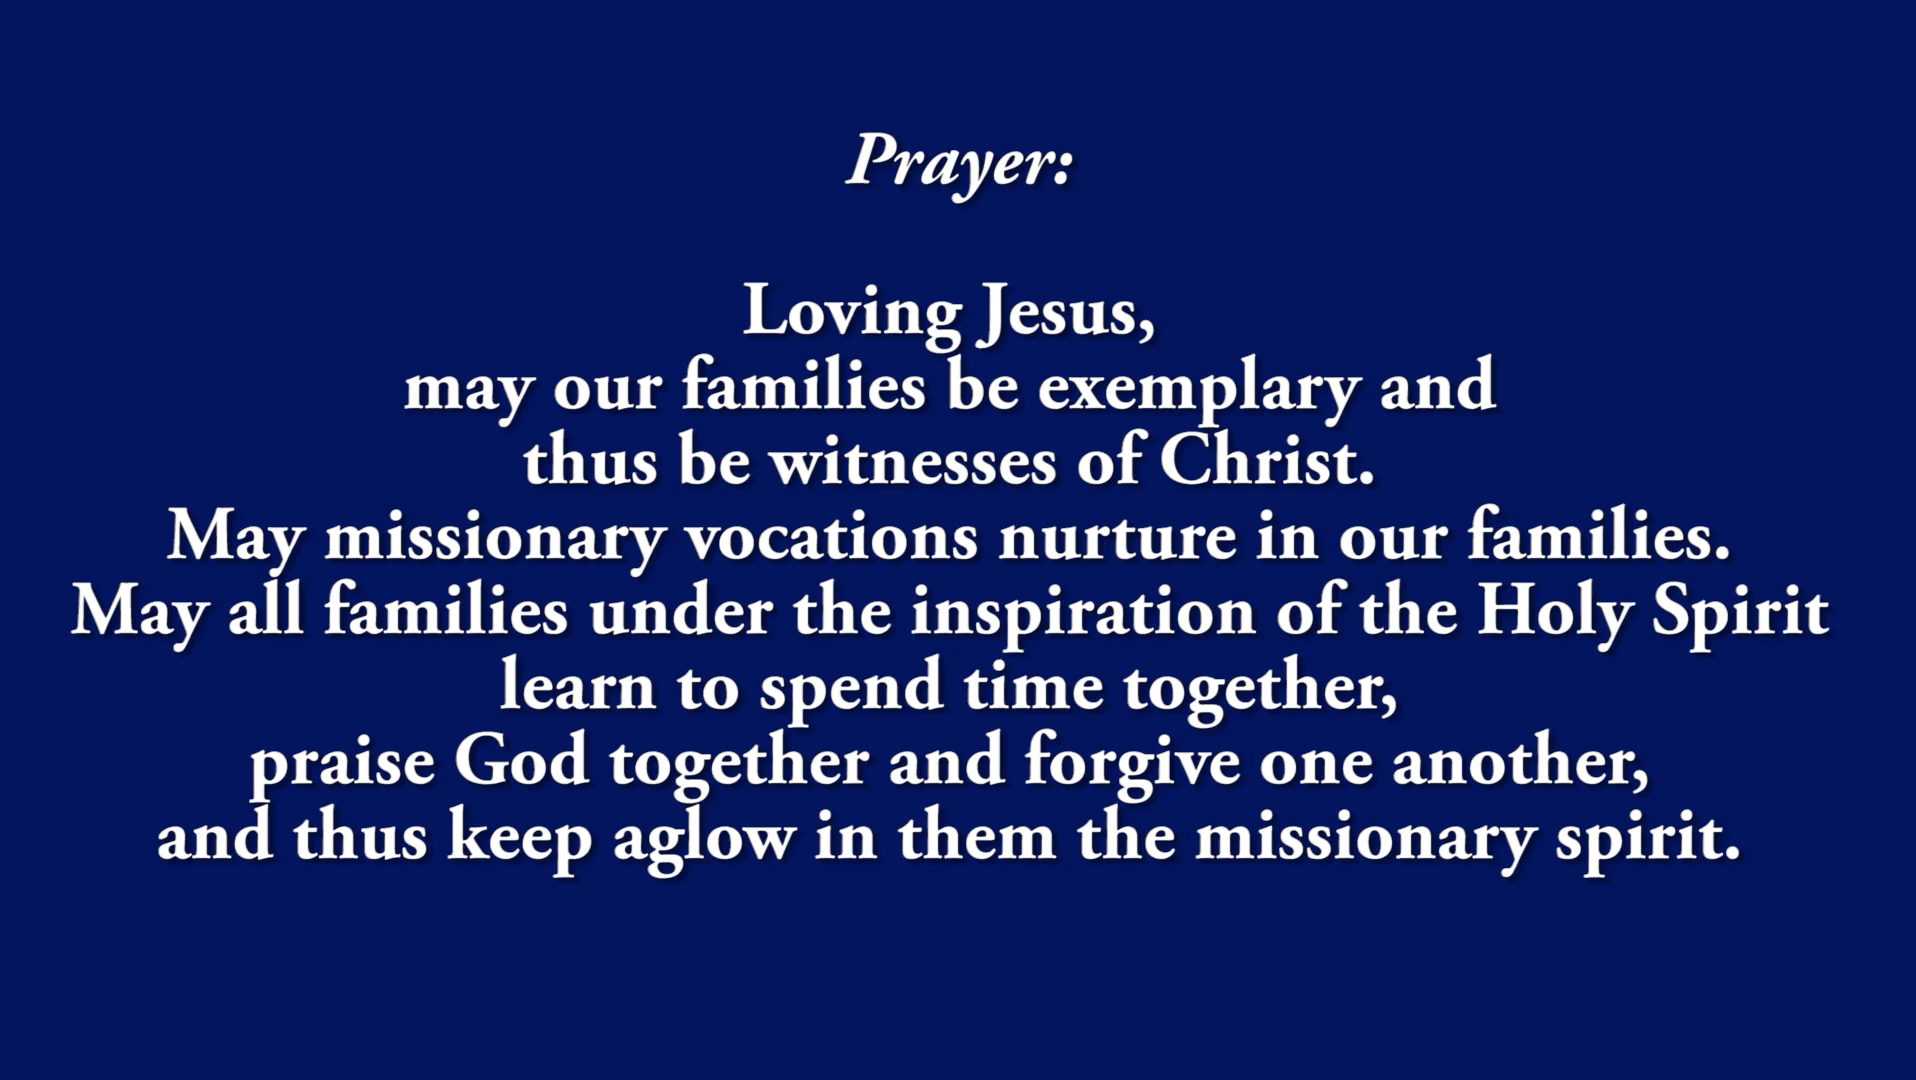 Prayer:
Loving Jesus,
may our families be exemplary and
thus be witnesses of Christ.
May missionary vocations nurture in our families.
May all families under the inspiration of the Holy Spirit
learn to spend time together,
praise God together and forgive one another,
and thus keep aglow in them the missionary spirit.